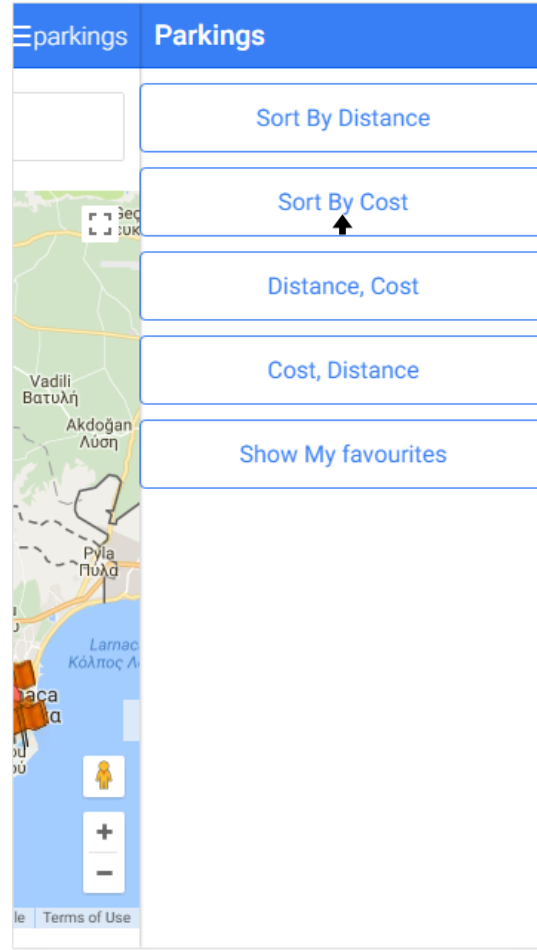 parkings
Parkings
Sort By Distance
Sort By Cost
Distance, Cost
Cost, Distance
Show My favourites
Vadili
Βατυλή
Akdoğan
Λύση
Pyla
Πύλα
Larnac
Κόλπος
Terms of Use